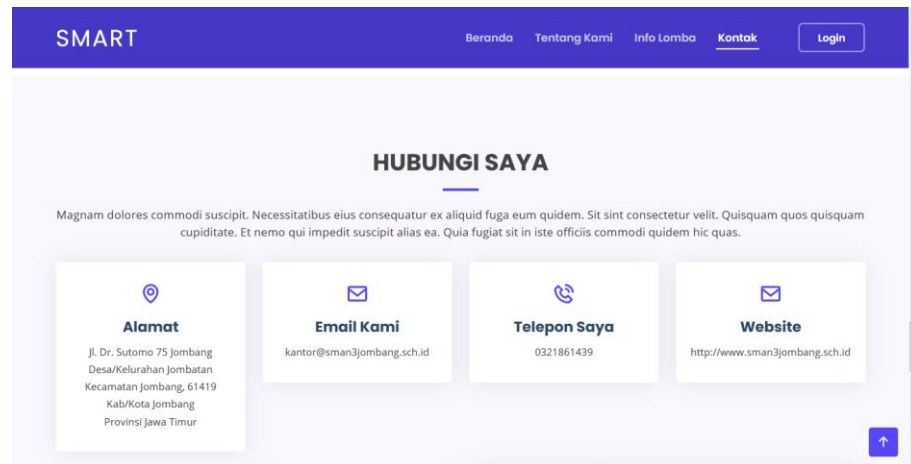 SMART
Beranda Tentang Kami Info Lomba Kontak Login
HUBUNGI SAYA
Magnam dolores commodi suscipit. Necessitatibus eius consequatur ex aliquid fuga eum quidem. Sit sint consectetur velit. Quisquam quos quisquam
cupiditate. Et nemo qui impedit suscipit alias ea. Quia fugiat sit in iste officiis commodi quidem hic quas.
Alamat
Jl. Dr. Sutomo 75 Jombang
Desa/Kelurahan Jombatan
Kecamatan Jombang, 61419
Kab/Kota Jombang
Provinsi Jawa Timur
Email Kami
kantor@sman3jombang.sch.id
Telepon Saya
0321861439
Website
http://www.sman3jombang.sch.id